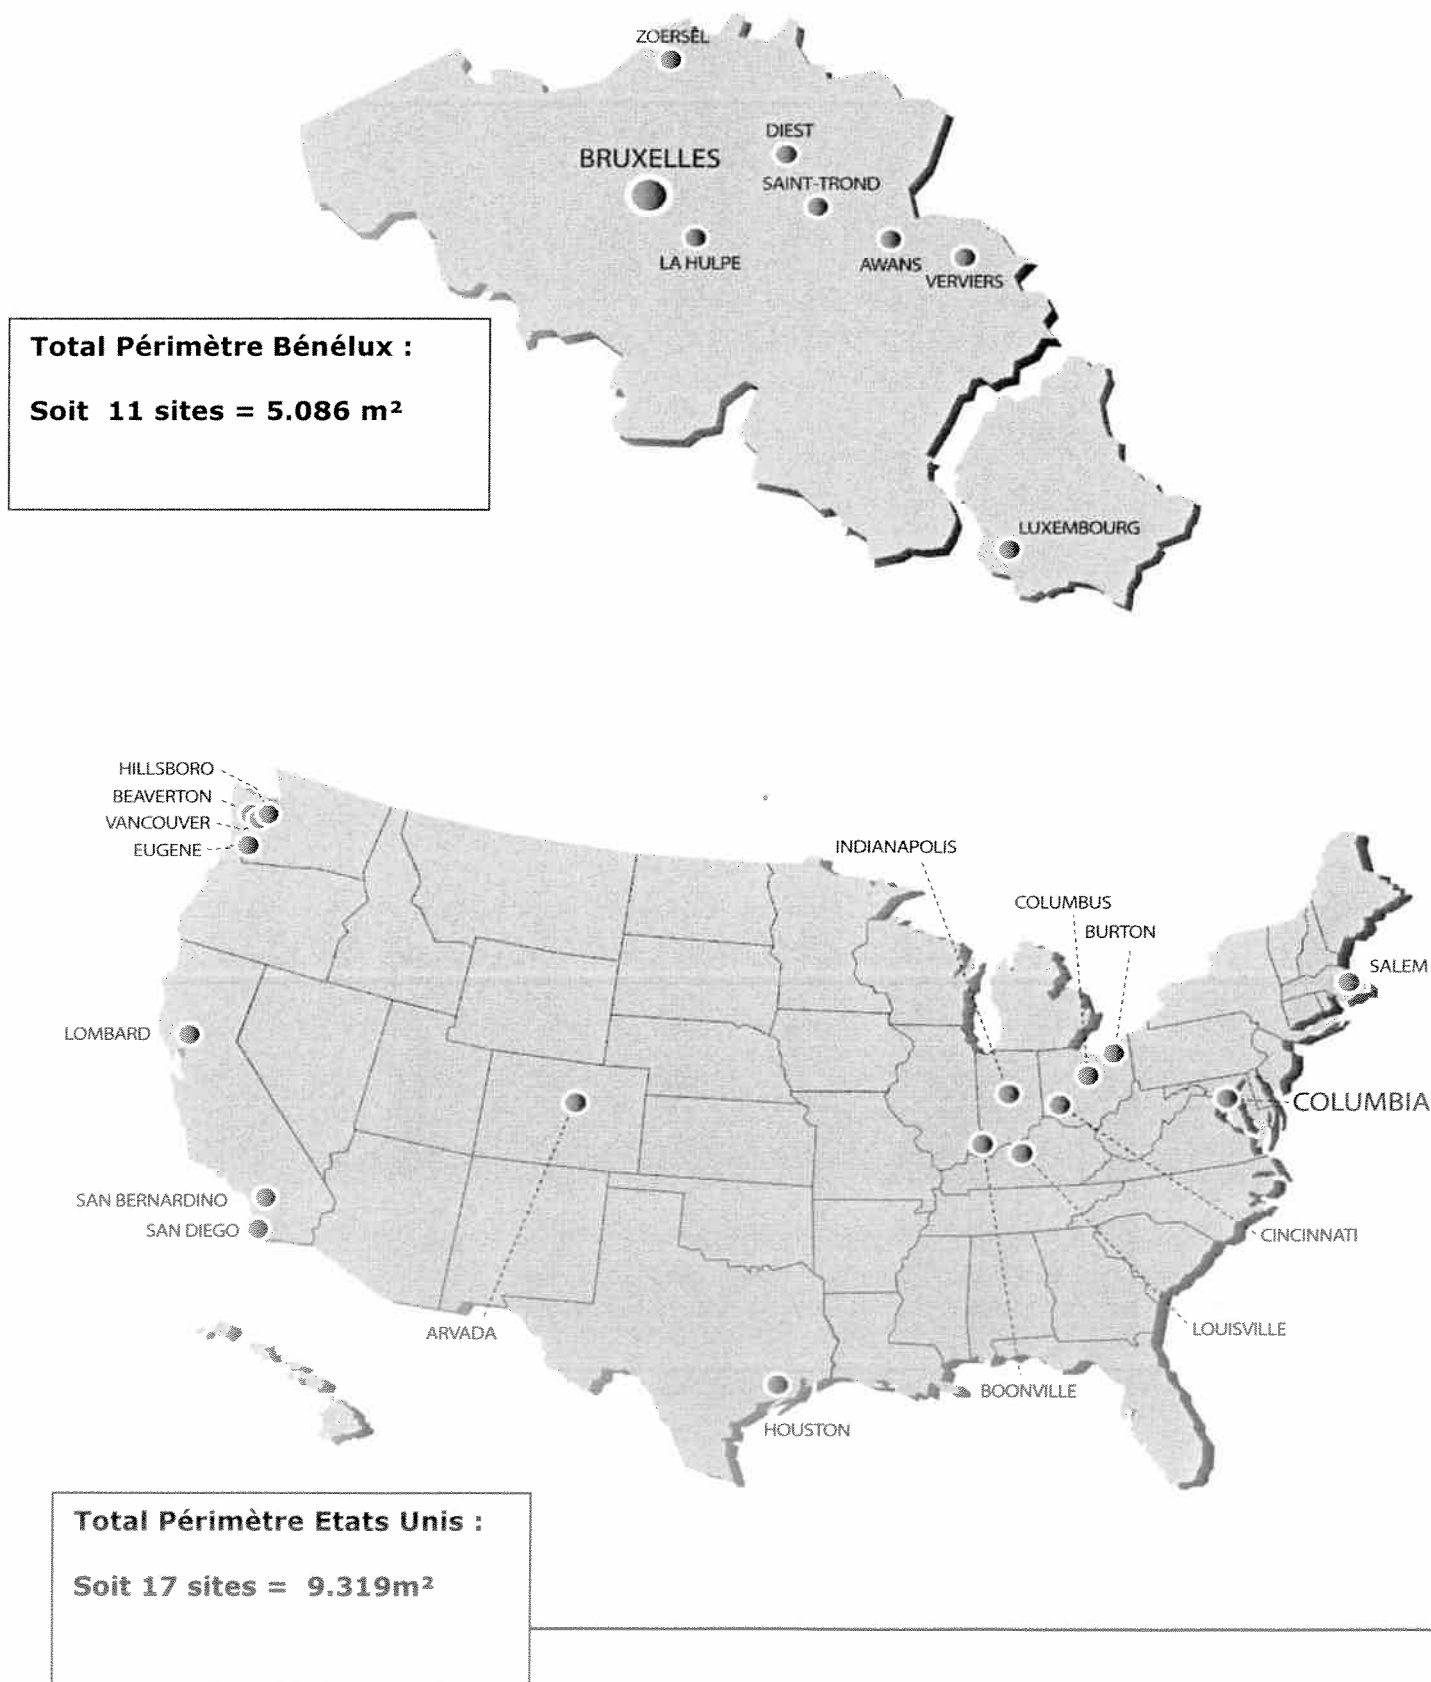 ZOERSEL
DIEST
BRUXELLES
SAINT-TROND
LA HULPE
AWANS
VERVIERS
Total Périmètre Bénélux :
Soit 11 sites = 5.086 m²
LUXEMBOURG
HILLSBORO
BEAVERTON
VANCOUVER
EUGENE
INDIANAPOLIS
COLUMBUS
BURTON
SALEM
LOMBARD
COLUMBIA
SAN BERNARDINO
SAN DIEGO
CINCINNATI
ARVADA
LOUISVILLE
BOONVILLE
HOUSTON
Total Périmètre Etats Unis :
Soit 17 sites = 9.319m²